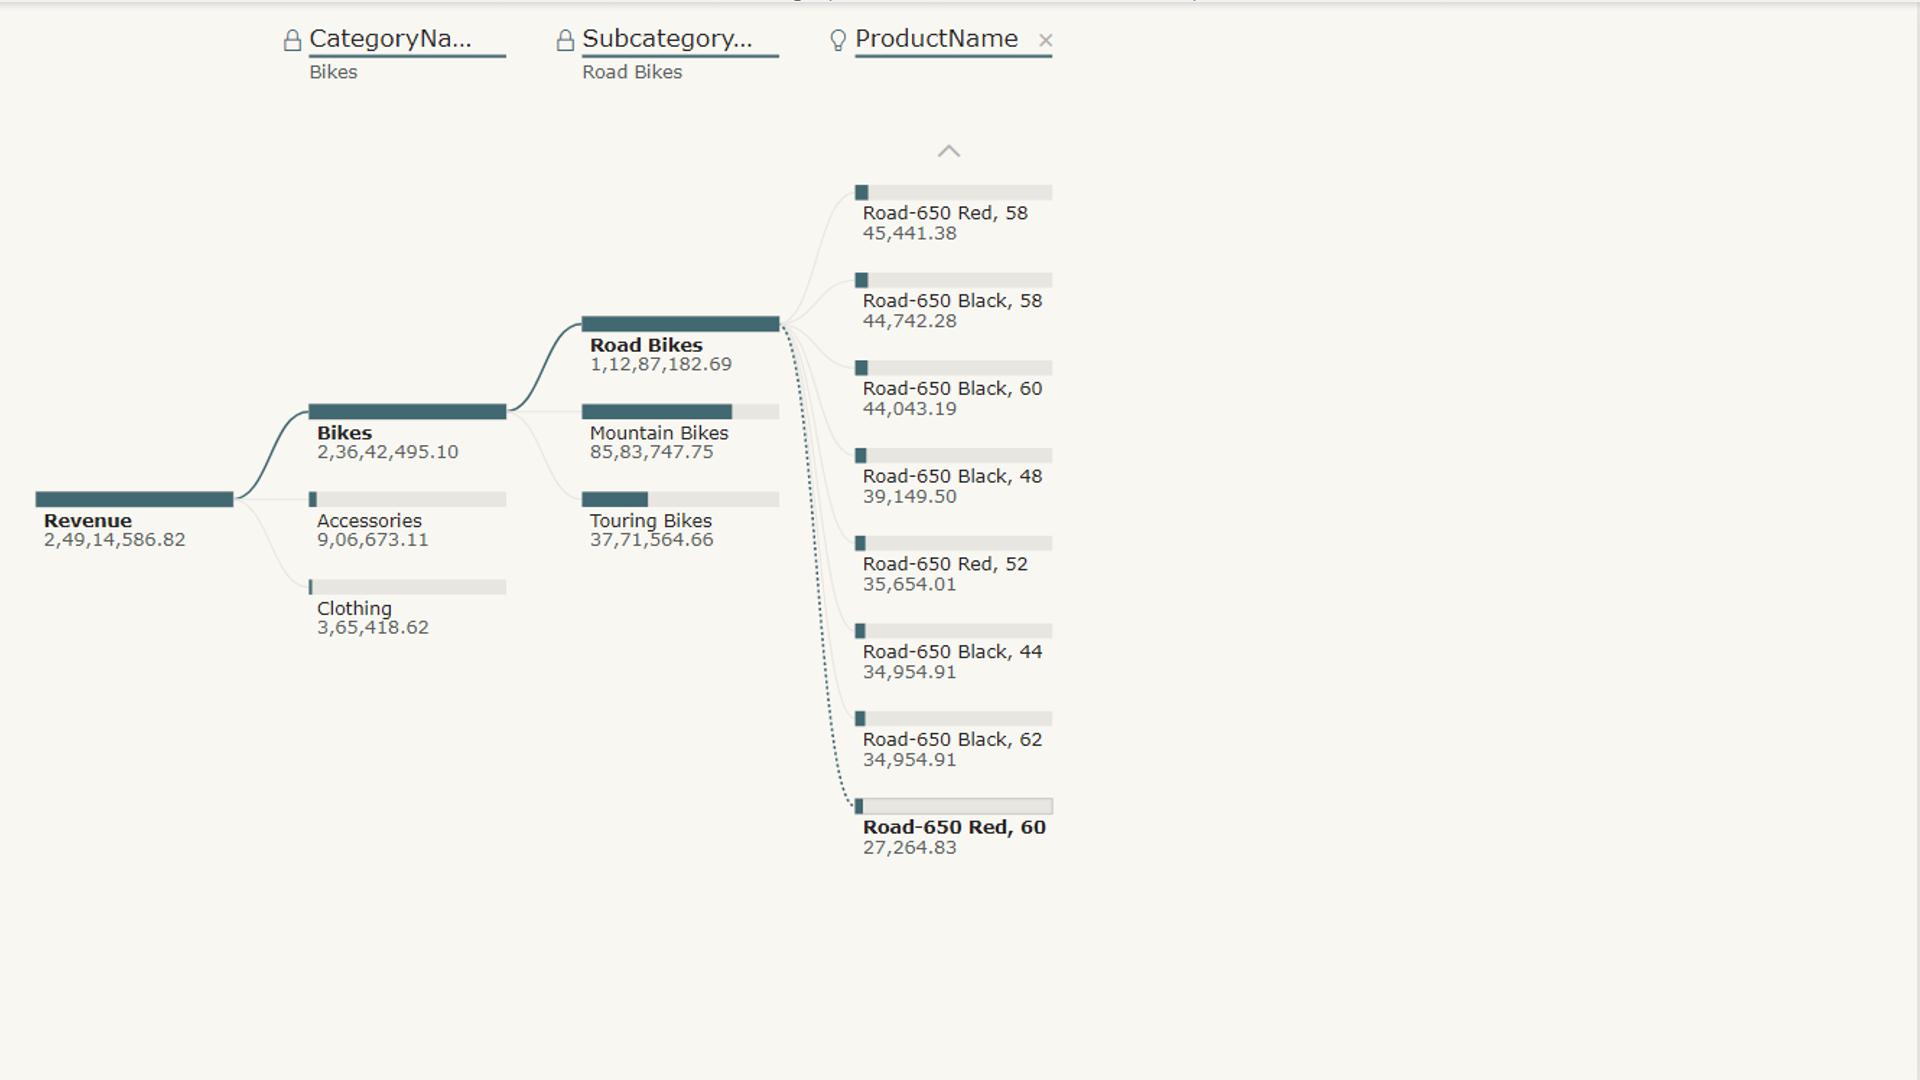 CategoryNa...
Bikes
Subcategory...
Road Bikes
ProductName
Revenue
2,49,14,586.82
Bikes
2,36,42,495.10
Accessories
9,06,673.11
Clothing
3,65,418.62
Road Bikes
1,12,87,182.69
Mountain Bikes
85,83,747.75
Touring Bikes
37,71,564.66
Road-650 Red, 58
45,441.38
Road-650 Black, 58
44,742.28
Road-650 Black, 60
44,043.19
Road-650 Black, 48
39,149.50
Road-650 Red, 52
35,654.01
Road-650 Black, 44
34,954.91
Road-650 Black, 62
34,954.91
Road-650 Red, 60
27,264.83